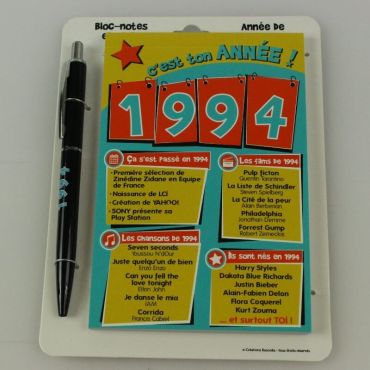 Bloc-notes
Année de
C'est ton ANNÉE !
1994
Ça s'est passé en 1994
-Première sélection de
Zinédine Zidane en Equipe
de France
-Naissance de LCI
-Création de YAHOO!
-SONY présente sa
Play Station
Les films de 1994
Pulp ficton
Quentin Tarantino
La Liste de Schindler
Steven Spielberg
La Cité de la peur
Alain Berberian
Philadelphia
Jonathan Demme
Forrest Gump
Robert Zemeckis
Les chansons de 1994
Seven seconds
Youssou N'dOur
Juste quelqu'un de bien
Enzo Enzo
Can you fell the
love tonight
Elton John
Je danse le mia
IAM
Corrida
Francis Cabrel
Ils sont nés en 1994
Harry Styles
Dakota Blue Richards
Justin Bieber
Alain-Fabien Delon
Flora Coquerel
Kurt Zouma
... et surtout TOI !
1994